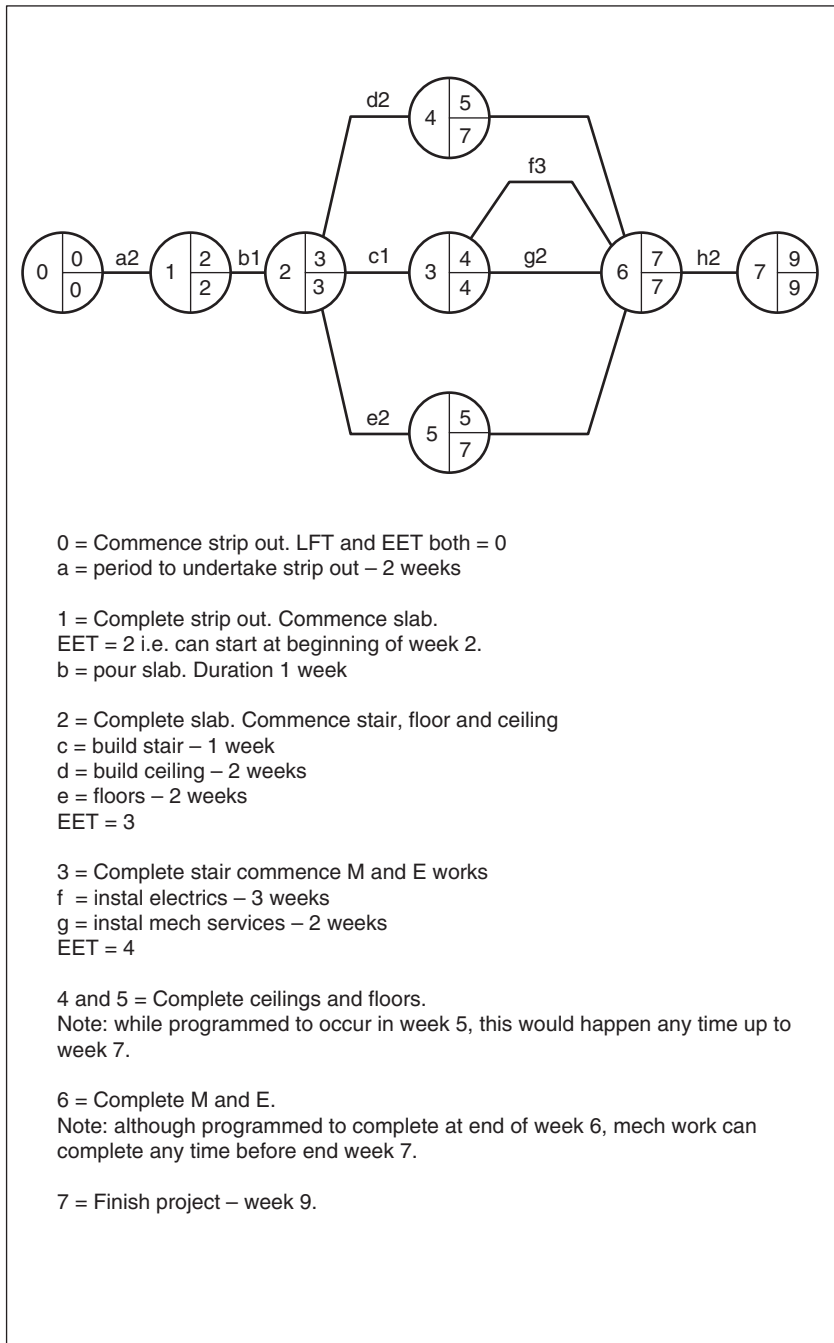 d2
4 5
7
f3
0 0
0
a2
1 2
2
b1
2 3
3
c1
3 4
4
g2
6 7
7
h2
7 9
9
e2
5 5
7
0 = Commence strip out. LFT and EET both = 0
a = period to undertake strip out – 2 weeks
1 = Complete strip out. Commence slab.
EET = 2 i.e. can start at beginning of week 2.
b = pour slab. Duration 1 week
2 = Complete slab. Commence stair, floor and ceiling
c = build stair – 1 week
d = build ceiling – 2 weeks
e = floors – 2 weeks
EET = 3
3 = Complete stair commence M and E works
f = instal electrics – 3 weeks
g = instal mech services – 2 weeks
EET = 4
4 and 5 = Complete ceilings and floors.
Note: while programmed to occur in week 5, this would happen any time up to
week 7.
6 = Complete M and E.
Note: although programmed to complete at end of week 6, mech work can
complete any time before end week 7.
7 = Finish project – week 9.